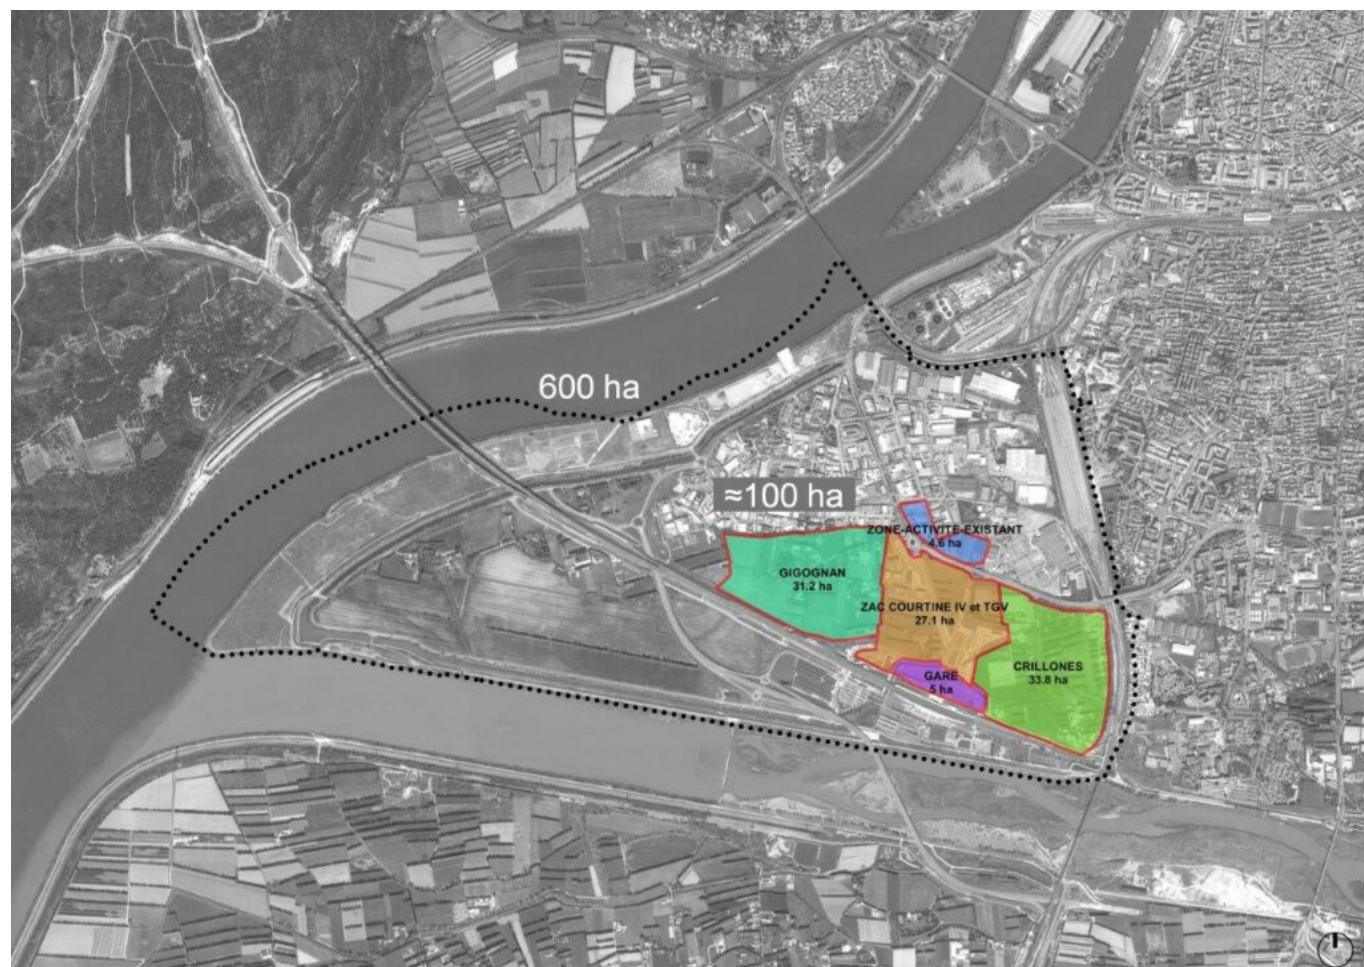 600 ha
≈100 ha
ZONE-ACTIVITE-EXISTANT
4.6 ha
GIGOGNAN
31.2 ha
ZAC COURTINE IV et TGV
27.1 ha
CRILLONES
33.8 ha
GARE
5 ha